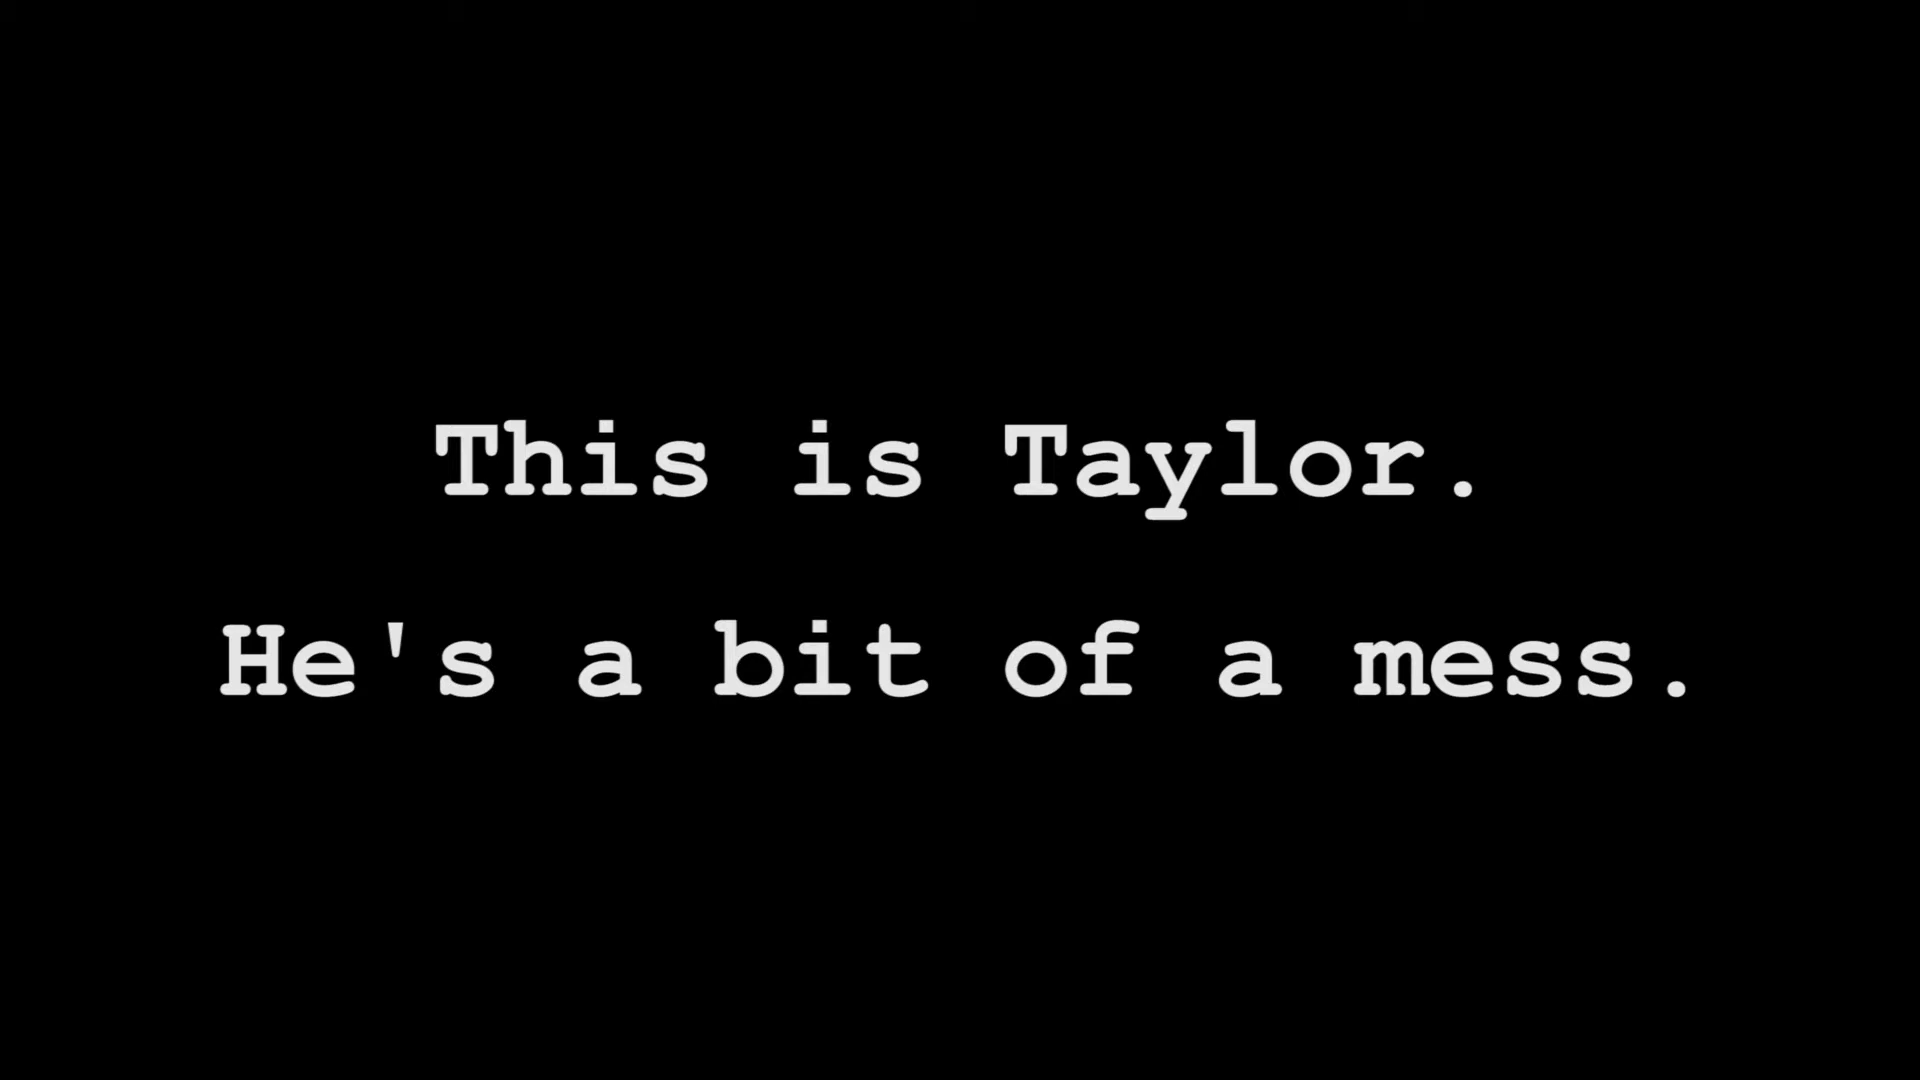 This is Taylor.
He's a bit of a mess.